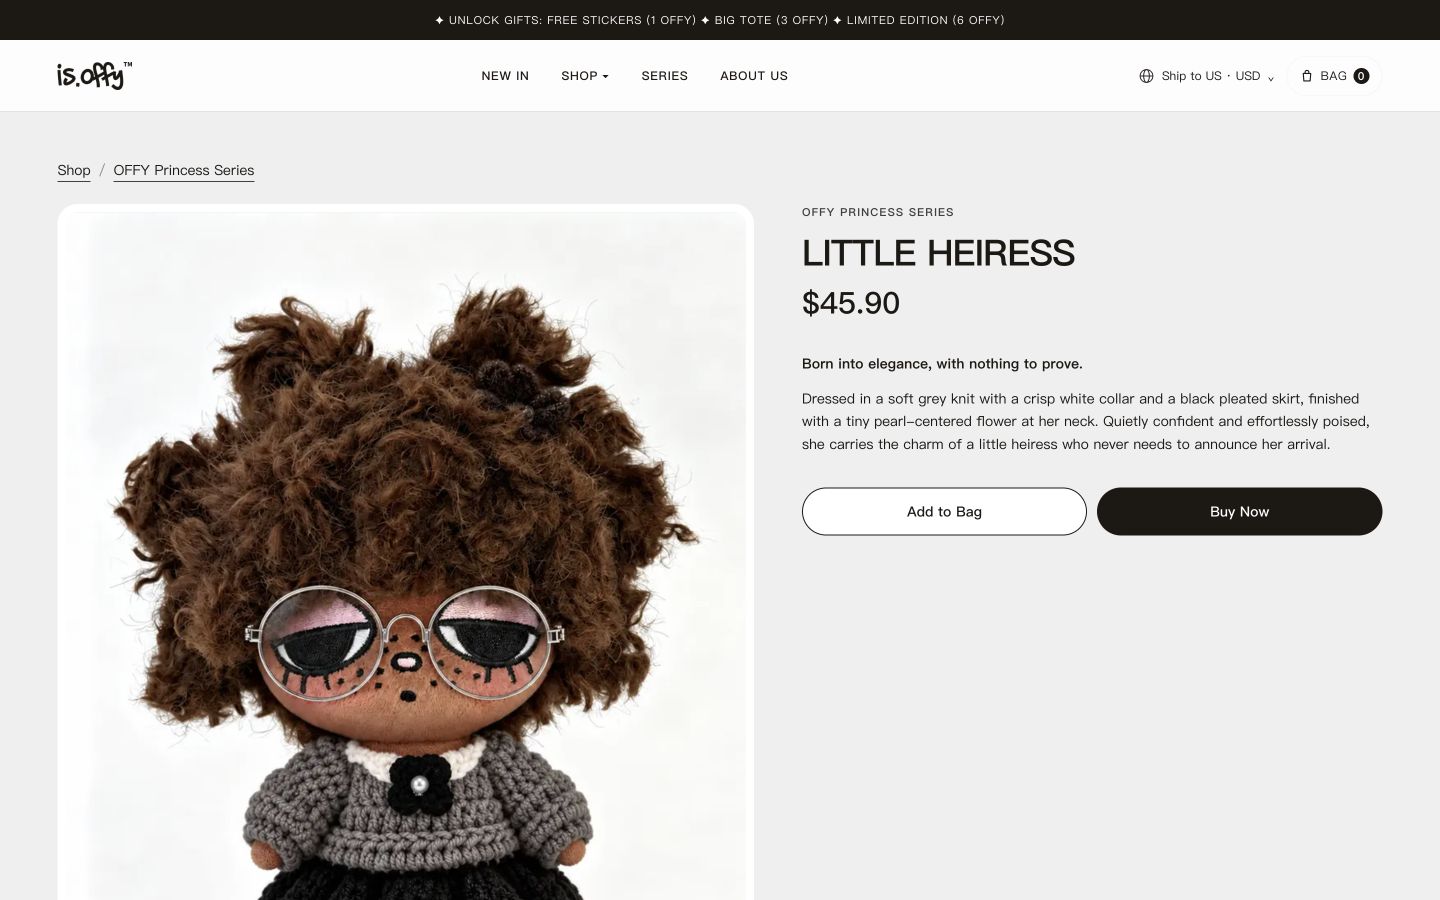 ✦ UNLOCK GIFTS: FREE STICKERS (1 OFFY) ✦ BIG TOTE (3 OFFY) ✦ LIMITED EDITION (6 OFFY)
is.offy™
NEW IN
SHOP
SERIES
ABOUT US
Ship to US · USD
BAG 0
Shop / OFFY Princess Series
OFFY PRINCESS SERIES
LITTLE HEIRESS
$45.90
Born into elegance, with nothing to prove.
Dressed in a soft grey knit with a crisp white collar and a black pleated skirt, finished
with a tiny pearl-centered flower at her neck. Quietly confident and effortlessly poised,
she carries the charm of a little heiress who never needs to announce her arrival.
Add to Bag
Buy Now